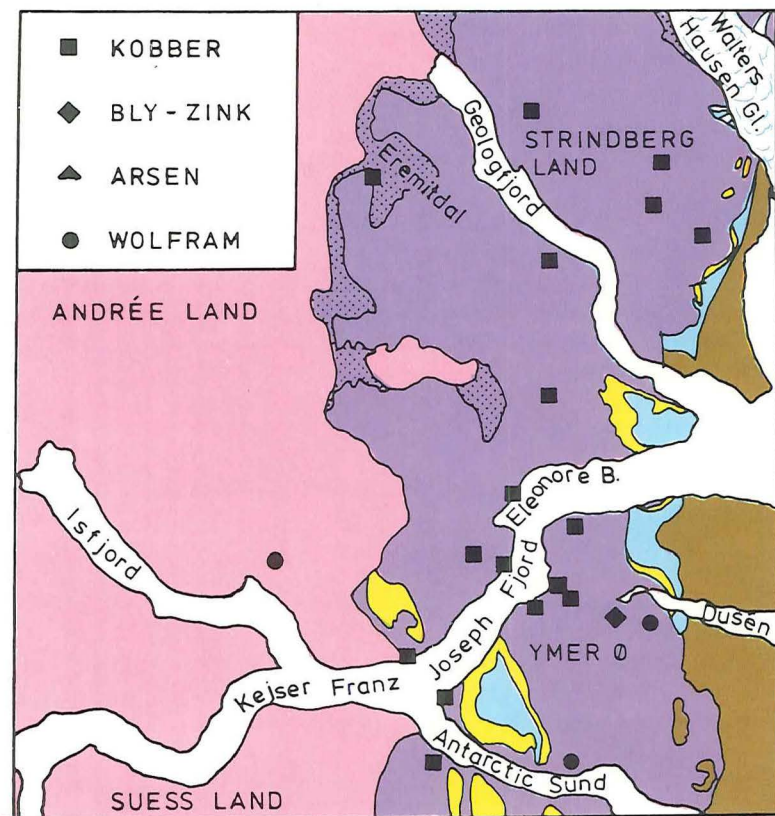 KOBBER
BLY-ZINK
ARSEN
WOLFRAM
Walters
Hausen Gl.
STRINDBERG
LAND
Geologfjord
Eremitdal
ANDRÉE LAND
Isfjord
Eleonore B.
Kejser Franz Joseph Fjord
Dusén
YMER Ø
Antarctic Sund
SUESS LAND